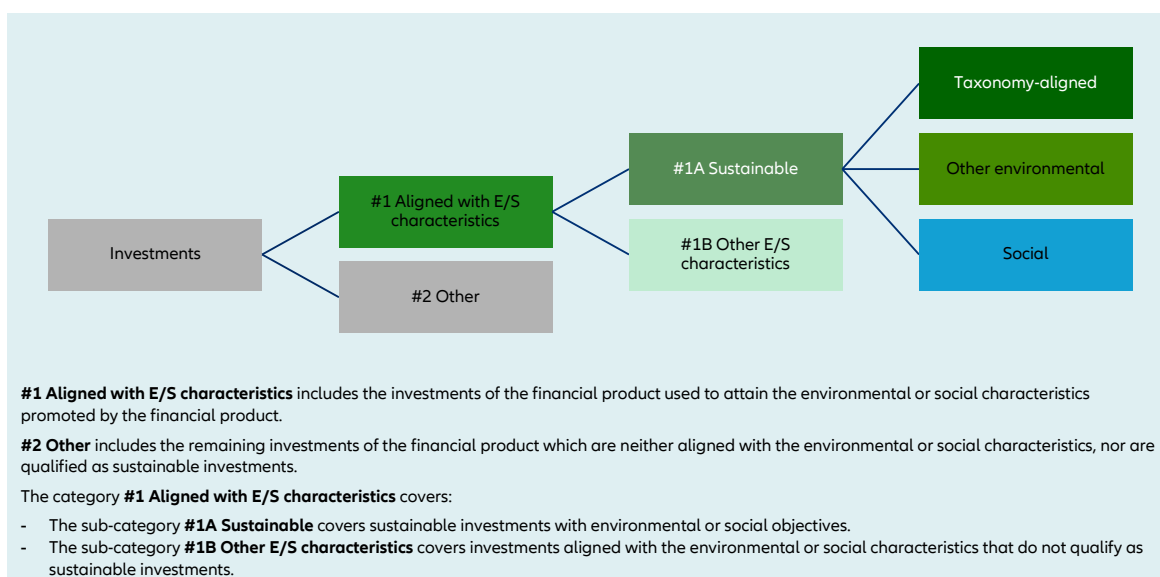 Taxonomy-aligned
#1A Sustainable
Other environmental
#1 Aligned with E/S
characteristics
Investments
#1B Other E/S
characteristics
Social
#2 Other
#1 Aligned with E/S characteristics includes the investments of the financial product used to attain the environmental or social characteristics
promoted by the financial product.
#2 Other includes the remaining investments of the financial product which are neither aligned with the environmental or social characteristics, nor are
qualified as sustainable investments.
The category #1 Aligned with E/S characteristics covers:
- The sub-category #1A Sustainable covers sustainable investments with environmental or social objectives.
- The sub-category #1B Other E/S characteristics covers investments aligned with the environmental or social characteristics that do not qualify as
sustainable investments.